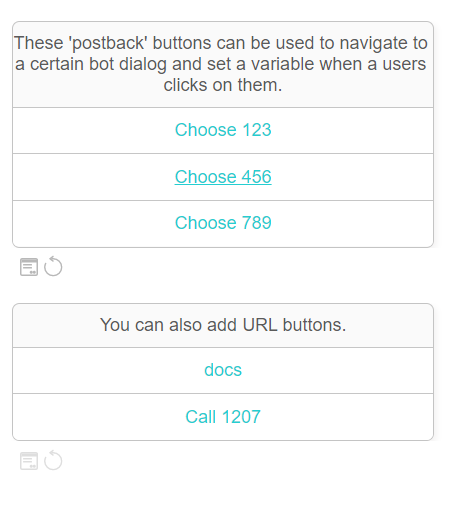 These 'postback' buttons can be used to navigate to
a certain bot dialog and set a variable when a users
clicks on them.
Choose 123
Choose 456
Choose 789
You can also add URL buttons.
docs
Call 1207